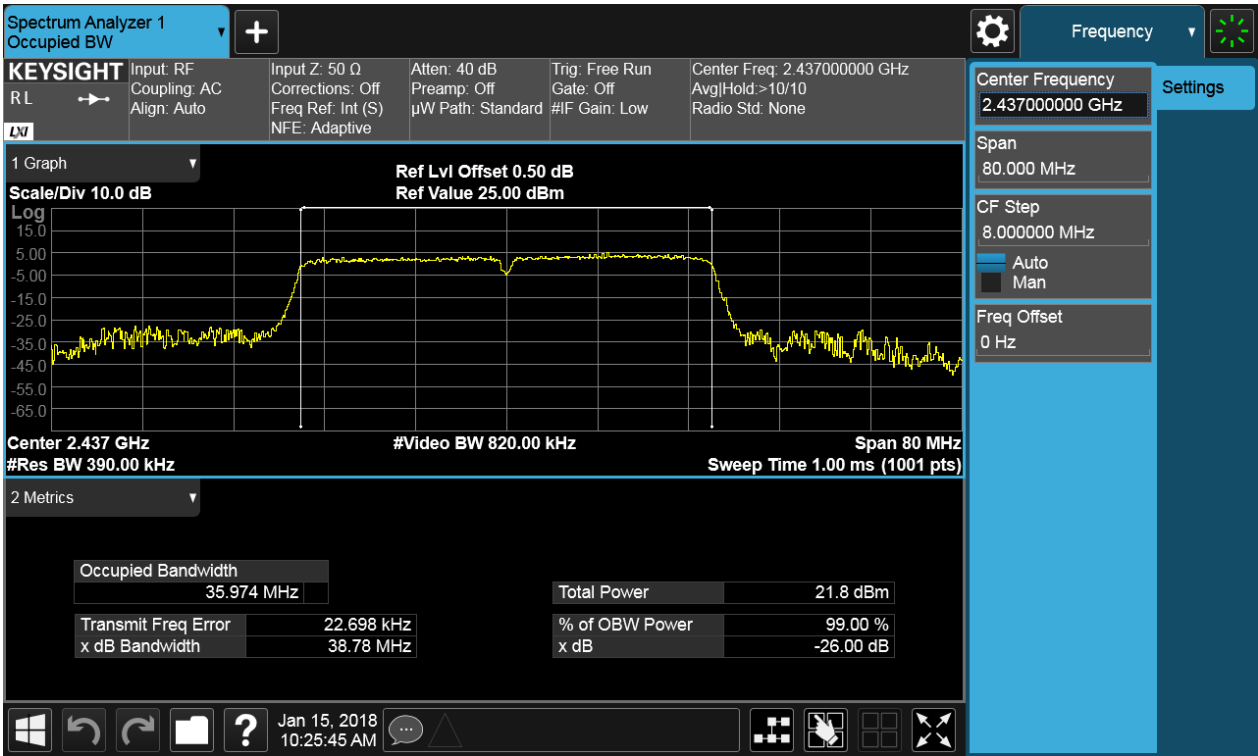 Spectrum Analyzer 1
Occupied BW
+
Frequency
KEYSIGHT
R L
LXI
Input: RF
Coupling: AC
Align: Auto
Input Z: 50 Ω
Corrections: Off
Freq Ref: Int (S)
NFE: Adaptive
Atten: 40 dB
Preamp: Off
µW Path: Standard
Trig: Free Run
Gate: Off
#IF Gain: Low
Center Freq: 2.437000000 GHz
Avg|Hold:>10/10
Radio Std: None
Center Frequency
2.437000000 GHz
Settings
Span
80.000 MHz
CF Step
8.000000 MHz
Auto
Man
Freq Offset
0 Hz
1 Graph
Scale/Div 10.0 dB
Ref Lvl Offset 0.50 dB
Ref Value 25.00 dBm
Log
15.0
5.00
-5.00
-15.0
-25.0
-35.0
-45.0
-55.0
-65.0
Center 2.437 GHz
#Video BW 820.00 kHz
Span 80 MHz
#Res BW 390.00 kHz
Sweep Time 1.00 ms (1001 pts)
2 Metrics
Occupied Bandwidth
35.974 MHz
Total Power 21.8 dBm
Transmit Freq Error 22.698 kHz
% of OBW Power 99.00 %
x dB Bandwidth 38.78 MHz
x dB -26.00 dB
?
Jan 15, 2018
10:25:45 AM